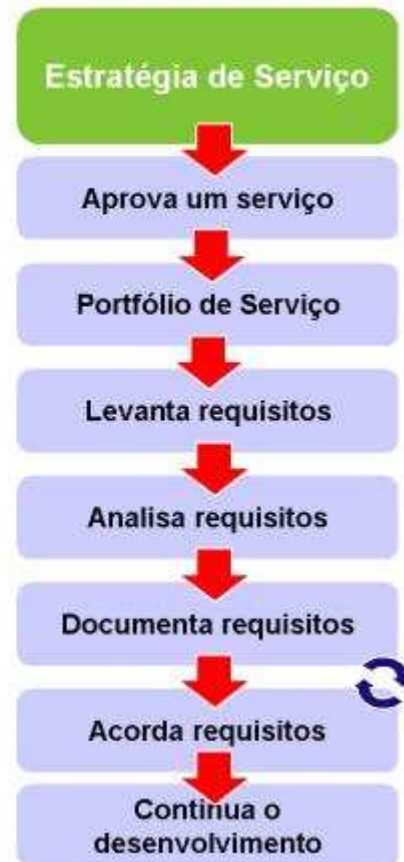 Estratégia de Serviço
Aprova um serviço
Portfólio de Serviço
Levanta requisitos
Analisa requisitos
Documenta requisitos
Acorda requisitos
Continua o
desenvolvimento